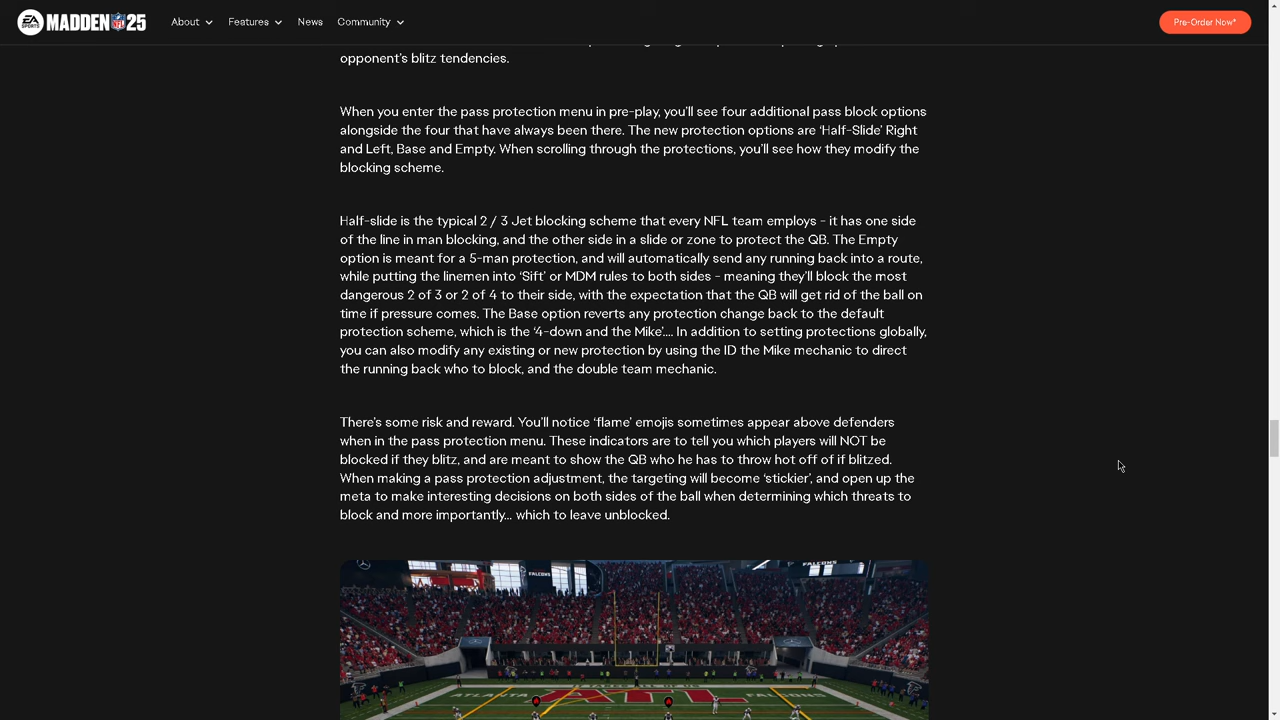 EA SPORTS MADDEN NFL 25 About Features News Community Pre-Order Now*
opponent's blitz tendencies.
When you enter the pass protection menu in pre-play, you'll see four additional pass block options
alongside the four that have always been there. The new protection options are 'Half-Slide' Right
and Left, Base and Empty. When scrolling through the protections, you'll see how they modify the
blocking scheme.
Half-slide is the typical 2 / 3 Jet blocking scheme that every NFL team employs - it has one side
of the line in man blocking, and the other side in a slide or zone to protect the QB. The Empty
option is meant for a 5-man protection, and will automatically send any running back into a route,
while putting the linemen into 'Sift' or MDM rules to both sides - meaning they'll block the most
dangerous 2 of 3 or 2 of 4 to their side, with the expectation that the QB will get rid of the ball on
time if pressure comes. The Base option reverts any protection change back to the default
protection scheme, which is the '4-down and the Mike'.... In addition to setting protections globally,
you can also modify any existing or new protection by using the ID the Mike mechanic to direct
the running back who to block, and the double team mechanic.
There's some risk and reward. You'll notice 'flame' emojis sometimes appear above defenders
when in the pass protection menu. These indicators are to tell you which players will NOT be
blocked if they blitz, and are meant to show the QB who he has to throw hot off of if blitzed.
When making a pass protection adjustment, the targeting will become 'stickier', and open up the
meta to make interesting decisions on both sides of the ball when determining which threats to
block and more importantly... which to leave unblocked.
FALCONS FALCONS
ATLANTA ATL FALCONS